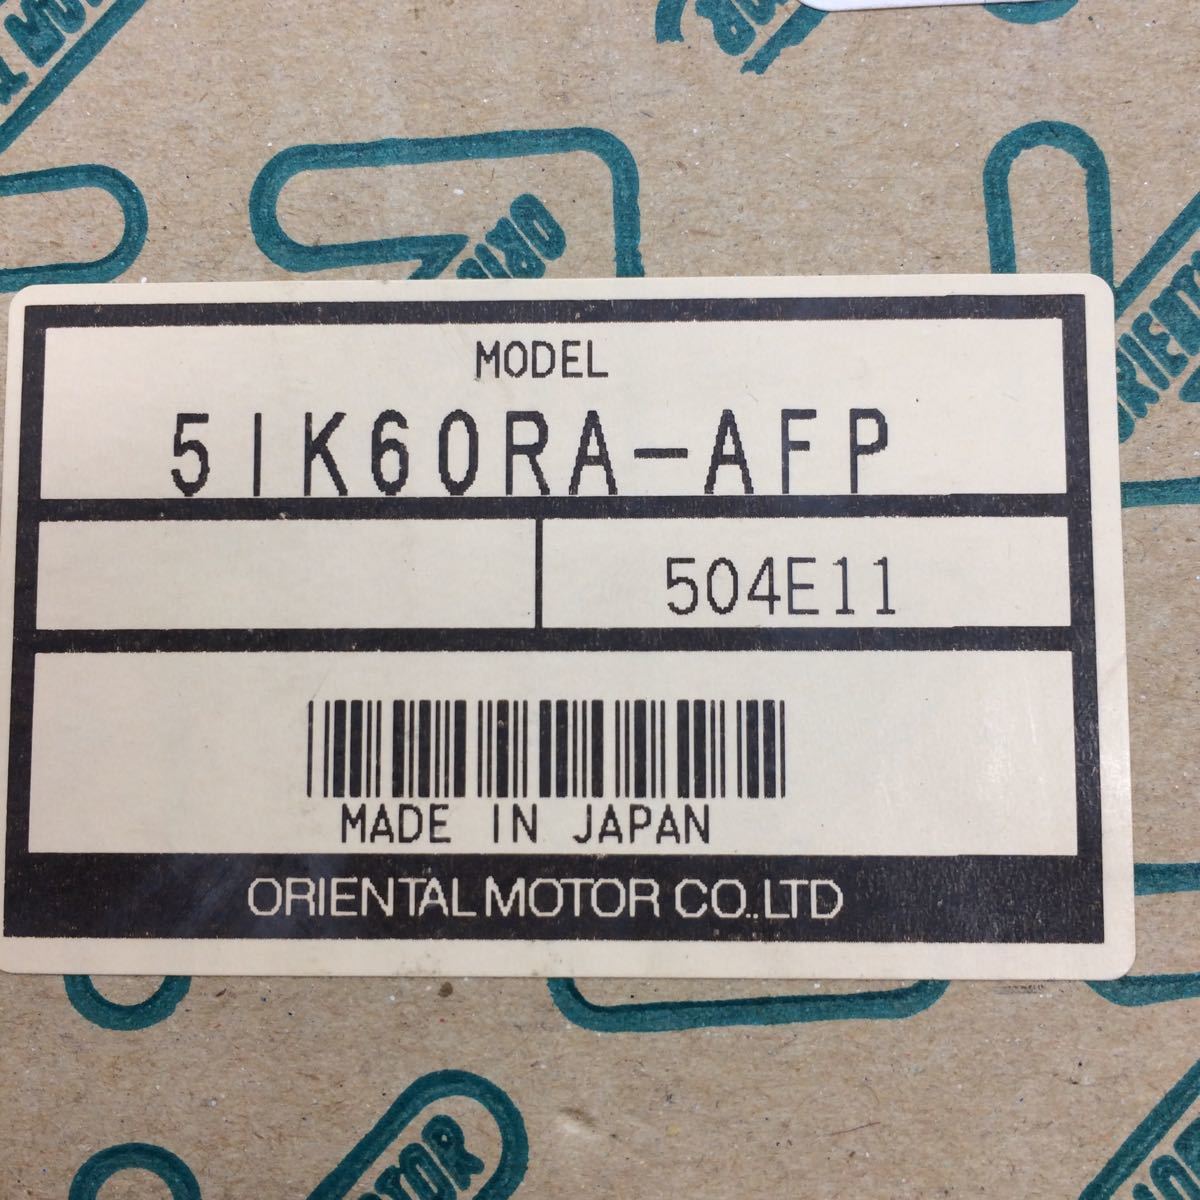 MODEL
5IK60RA-AFP
504E11
MADE IN JAPAN
ORIENTAL MOTOR CO.,LTD